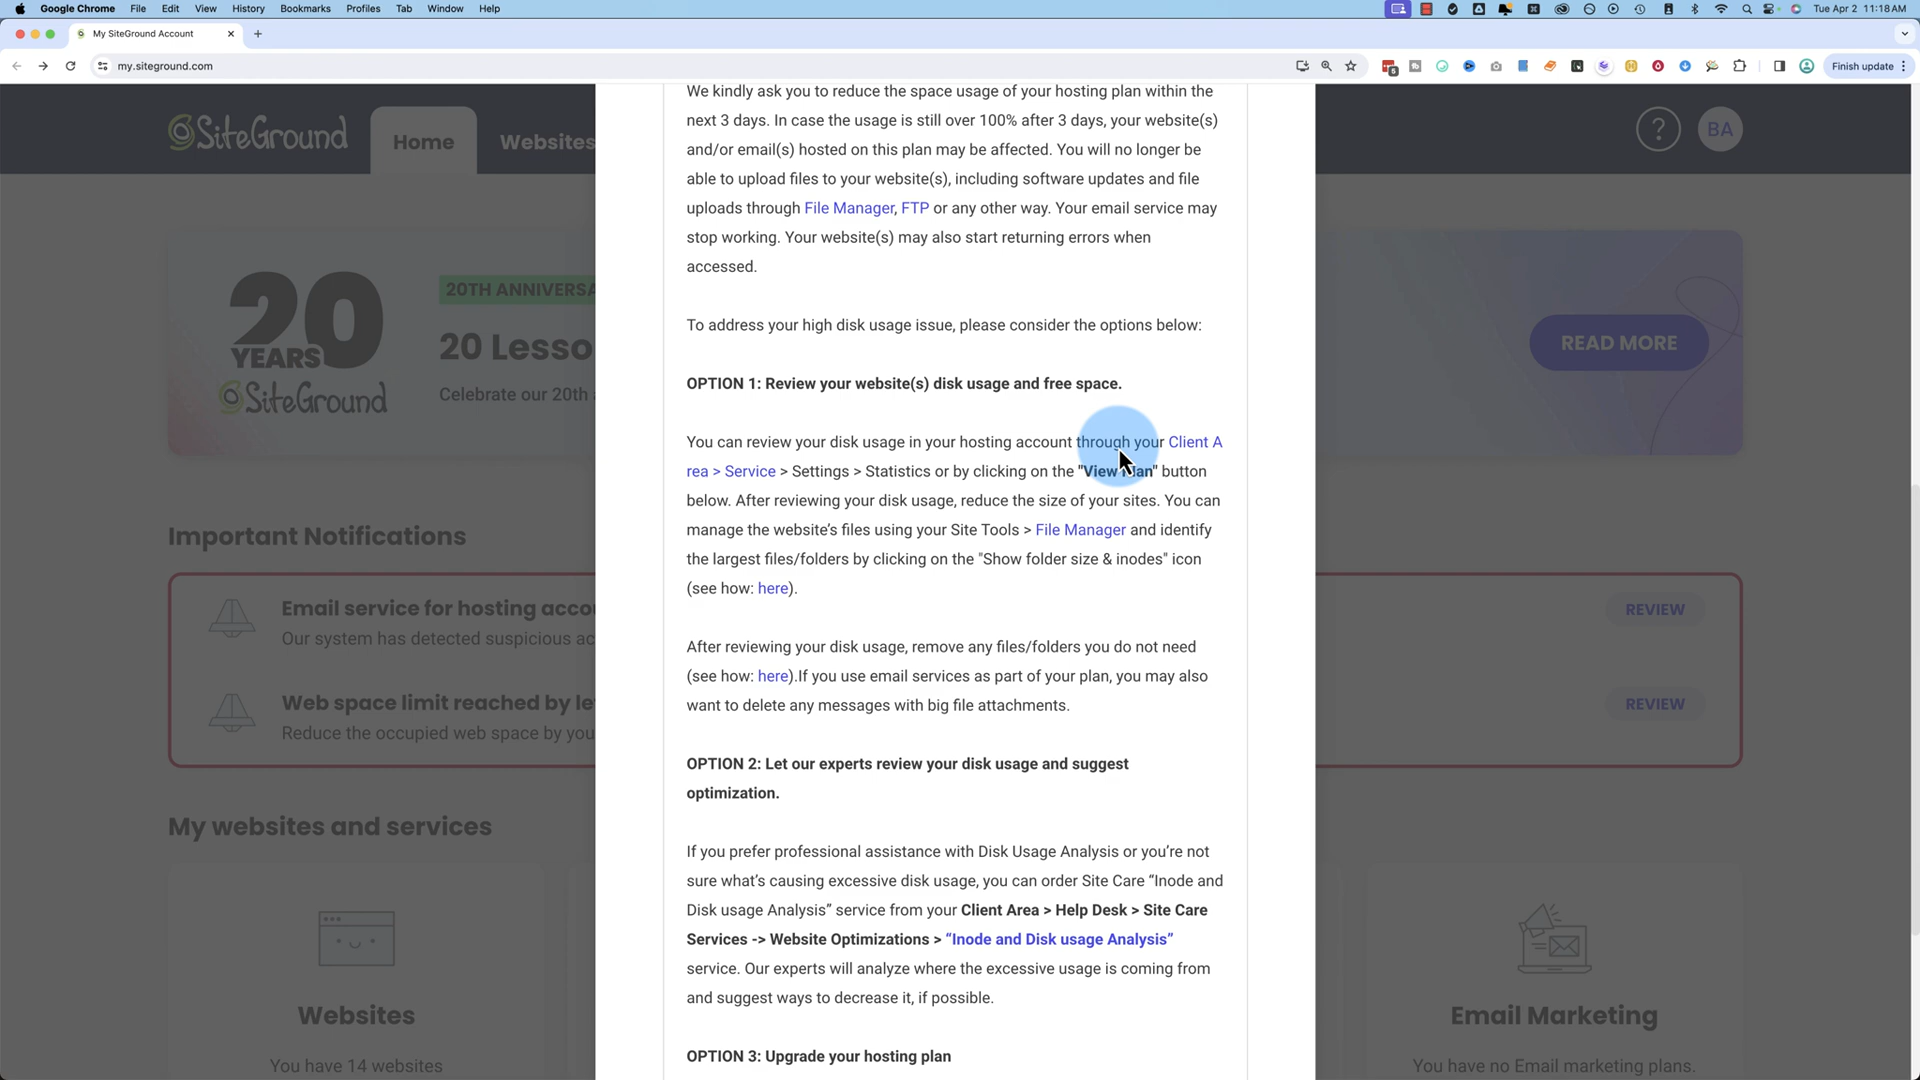 Google Chrome File Edit View History Bookmarks Profiles Tab Window Help
Tue Apr 2 11:18 AM
My SiteGround Account
my.siteground.com
5
Finish update
SiteGround
Home
Websites
?
BA
We kindly ask you to reduce the space usage of your hosting plan within the
next 3 days. In case the usage is still over 100% after 3 days, your website(s)
and/or email(s) hosted on this plan may be affected. You will no longer be
able to upload files to your website(s), including software updates and file
uploads through File Manager, FTP or any other way. Your email service may
stop working. Your website(s) may also start returning errors when
accessed.
To address your high disk usage issue, please consider the options below:
OPTION 1: Review your website(s) disk usage and free space.
You can review your disk usage in your hosting account through your Client A
rea > Service > Settings > Statistics or by clicking on the "View Plan" button
below. After reviewing your disk usage, reduce the size of your sites. You can
manage the website's files using your Site Tools > File Manager and identify
the largest files/folders by clicking on the "Show folder size & inodes" icon
(see how: here).
After reviewing your disk usage, remove any files/folders you do not need
(see how: here).If you use email services as part of your plan, you may also
want to delete any messages with big file attachments.
OPTION 2: Let our experts review your disk usage and suggest
optimization.
If you prefer professional assistance with Disk Usage Analysis or you're not
sure what's causing excessive disk usage, you can order Site Care “Inode and
Disk usage Analysis” service from your Client Area > Help Desk > Site Care
Services -> Website Optimizations > “Inode and Disk usage Analysis”
service. Our experts will analyze where the excessive usage is coming from
and suggest ways to decrease it, if possible.
OPTION 3: Upgrade your hosting plan
20
YEARS
SiteGround
20TH ANNIVERSA
20 Lesso
Celebrate our 20th
READ MORE
Important Notifications
Email service for hosting acco
Our system has detected suspicious ac
REVIEW
Web space limit reached by le
Reduce the occupied web space by you
REVIEW
My websites and services
Websites
You have 14 websites
Email Marketing
You have no Email marketing plans.